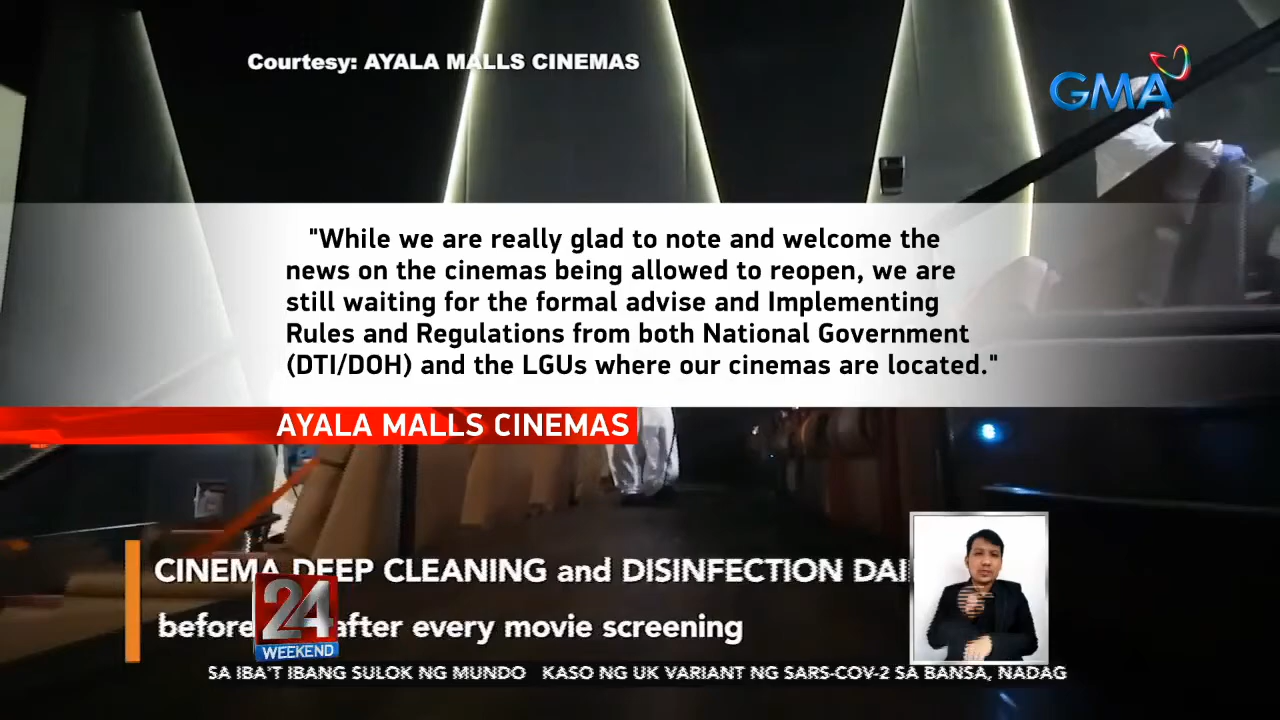 Courtesy: AYALA MALLS CINEMAS
GMA
"While we are really glad to note and welcome the
news on the cinemas being allowed to reopen, we are
still waiting for the formal advise and Implementing
Rules and Regulations from both National Government
(DTI/DOH) and the LGUs where our cinemas are located."
AYALA MALLS CINEMAS
CINEMA DEEP CLEANING and DISINFECTION DAI
before after every movie screening
24
WEEKEND
SA IBA'T IBANG SULOK NG MUNDO KASO NG UK VARIANT NG SARS-COV-2 SA BANSA, NADAG